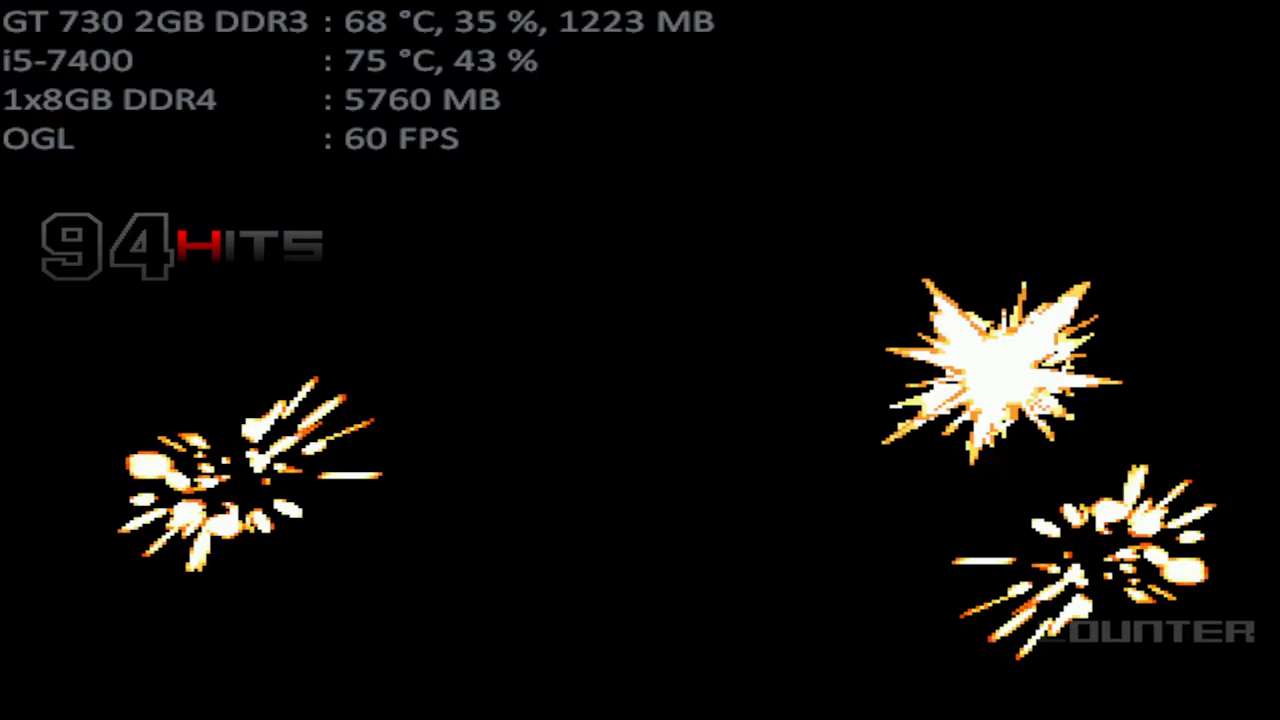 GT 730 2GB DDR3 : 68 °C, 35 %, 1223 MB
i5-7400 : 75 °C, 43 %
1x8GB DDR4 : 5760 MB
OGL : 60 FPS
94HITS
COUNTER